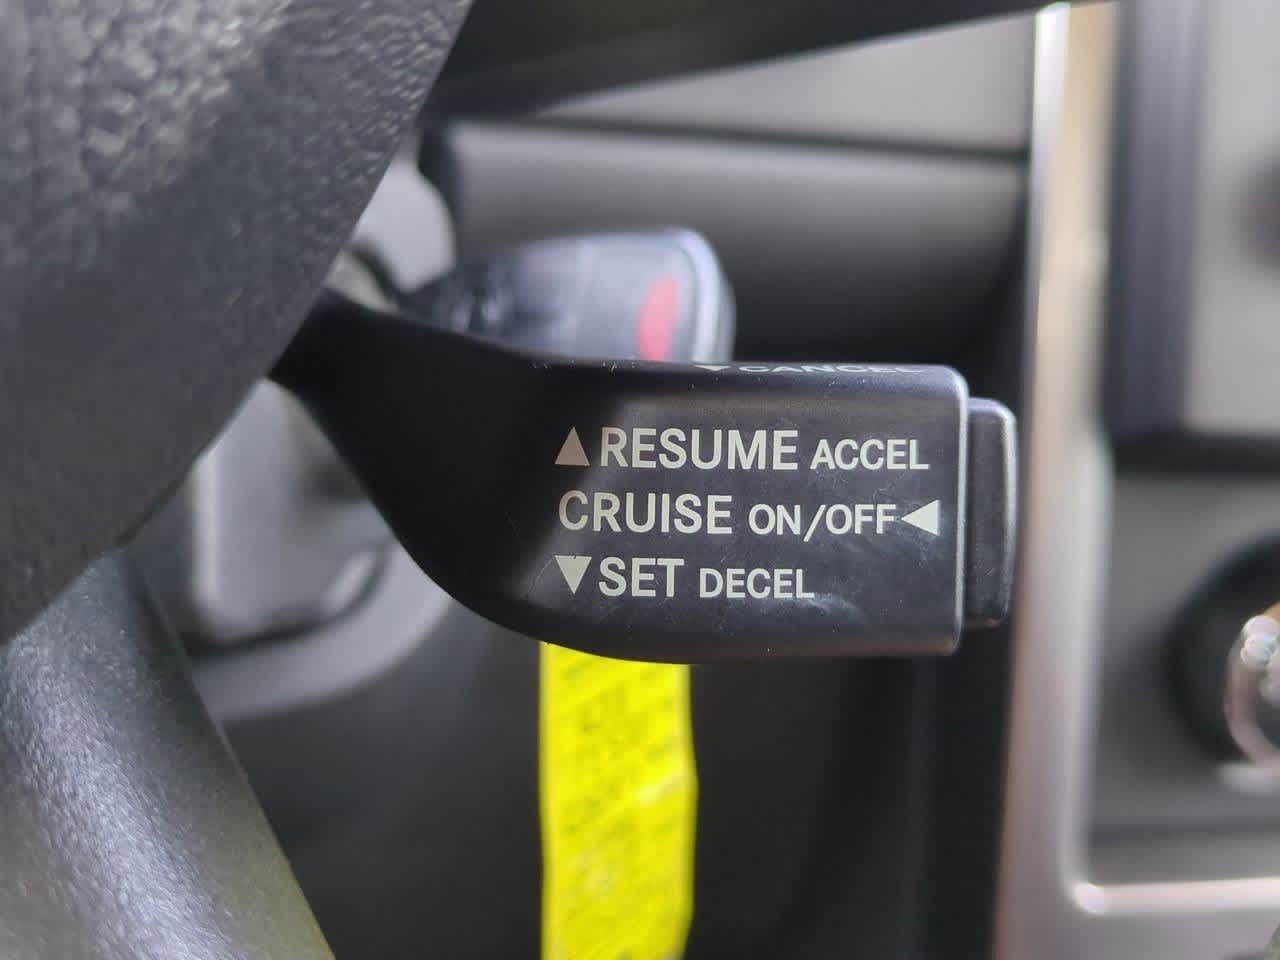 ▼ CANCEL
▲RESUME ACCEL
CRUISE ON/OFF◀
▼SET DECEL